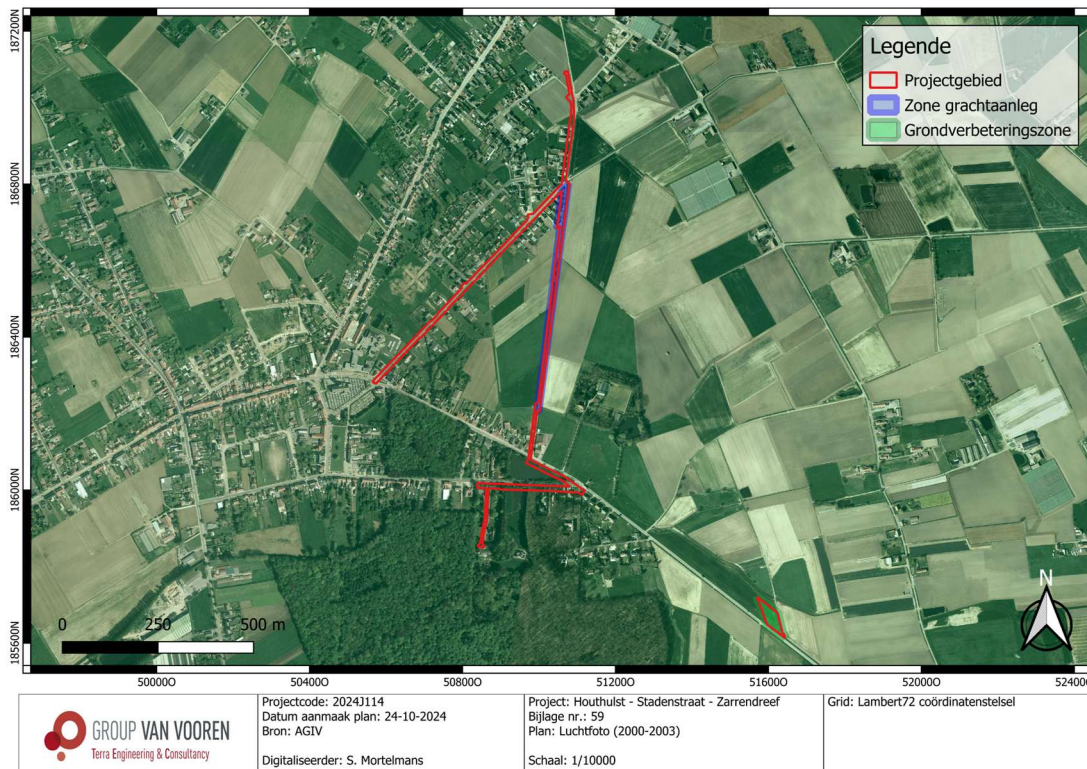 187200N
186800N
186400N
186000N
185600N
Legende
Projectgebied
Zone grachtaanleg
Grondverbeteringszone
N
0 250 500 m
50000O 504000 508000 512000 516000 520000 524000
GROUP VAN VOOREN
Terra Engineering & Consultancy
Projectcode: 2024J114
Datum aanmaak plan: 24-10-2024
Bron: AGIV
Digitaliseerder: S. Mortelmans
Project: Houthulst - Stadenstraat - Zarrendreef
Bijlage nr.: 59
Plan: Luchtfoto (2000-2003)
Schaal: 1/10000
Grid: Lambert72 coördinatenstelsel